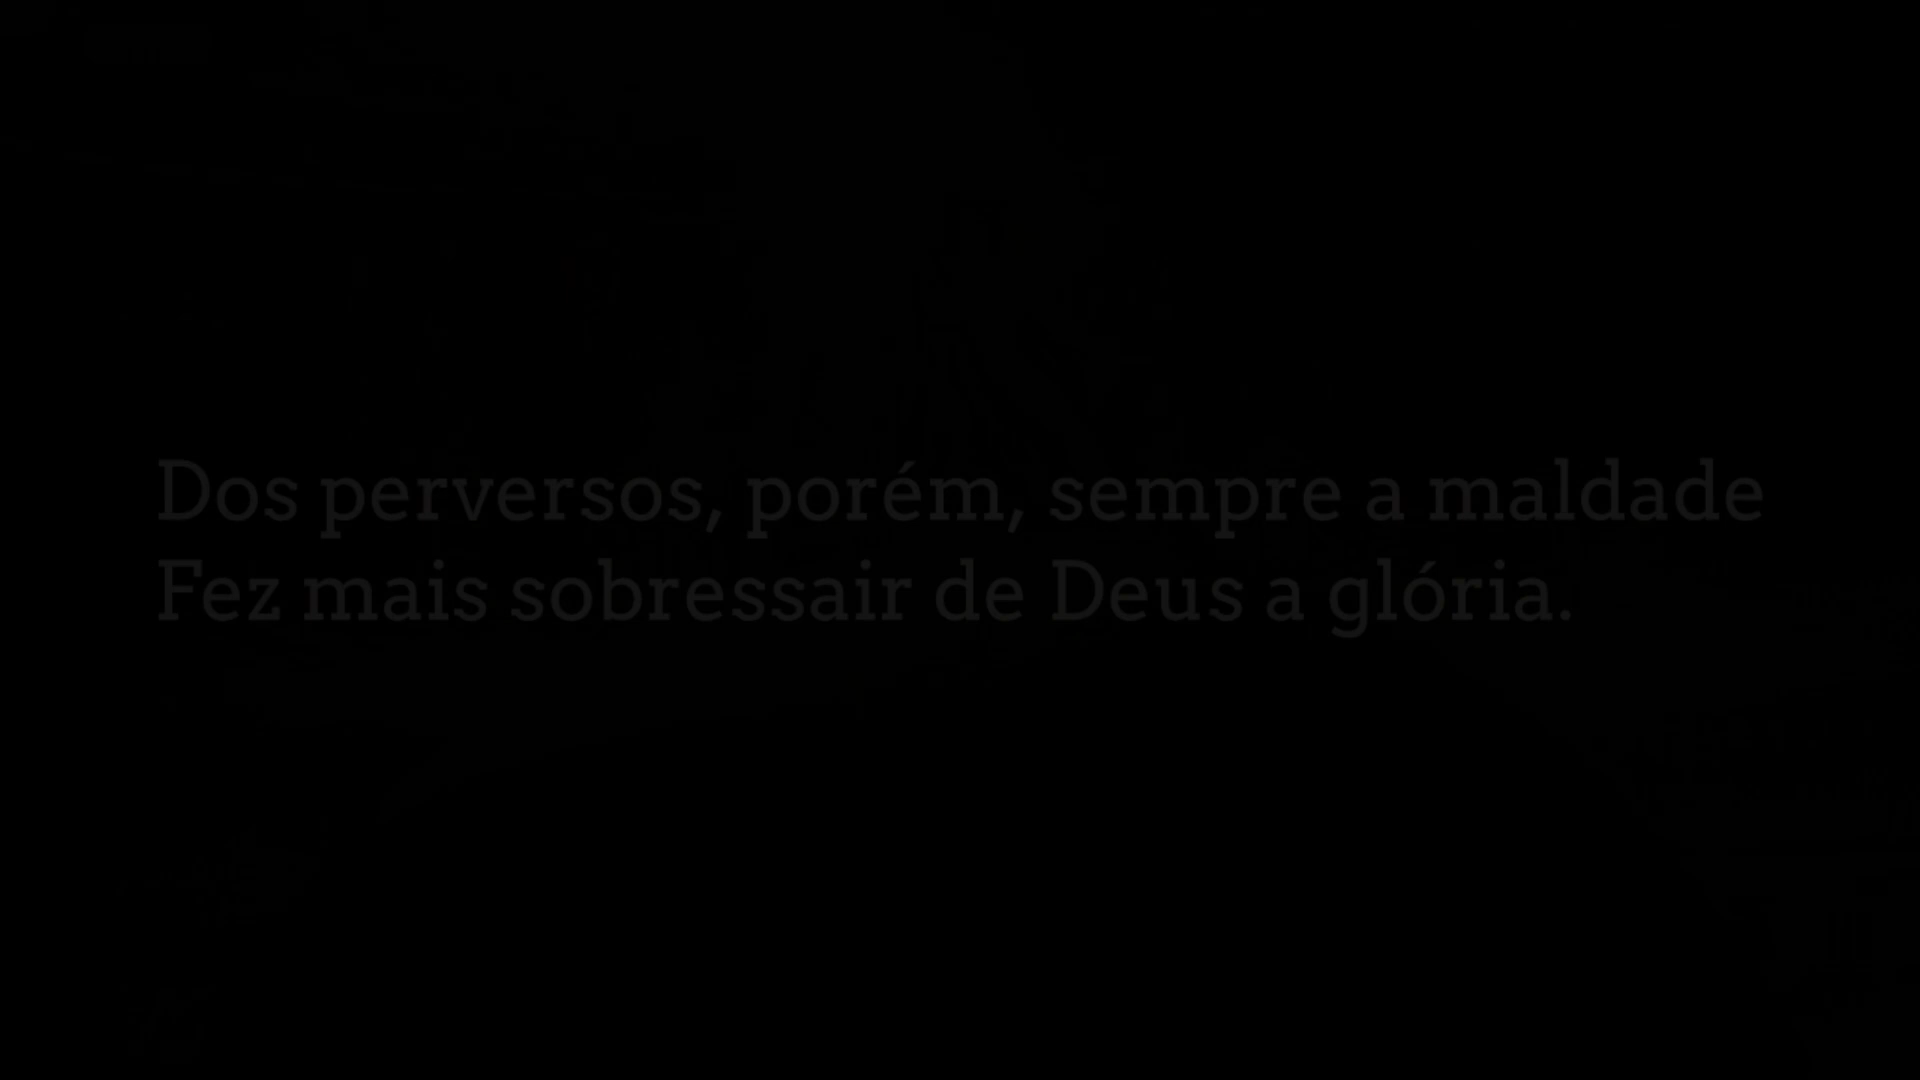 Dos perversos, porém, sempre a maldade
Fez mais sobressair de Deus a glória.